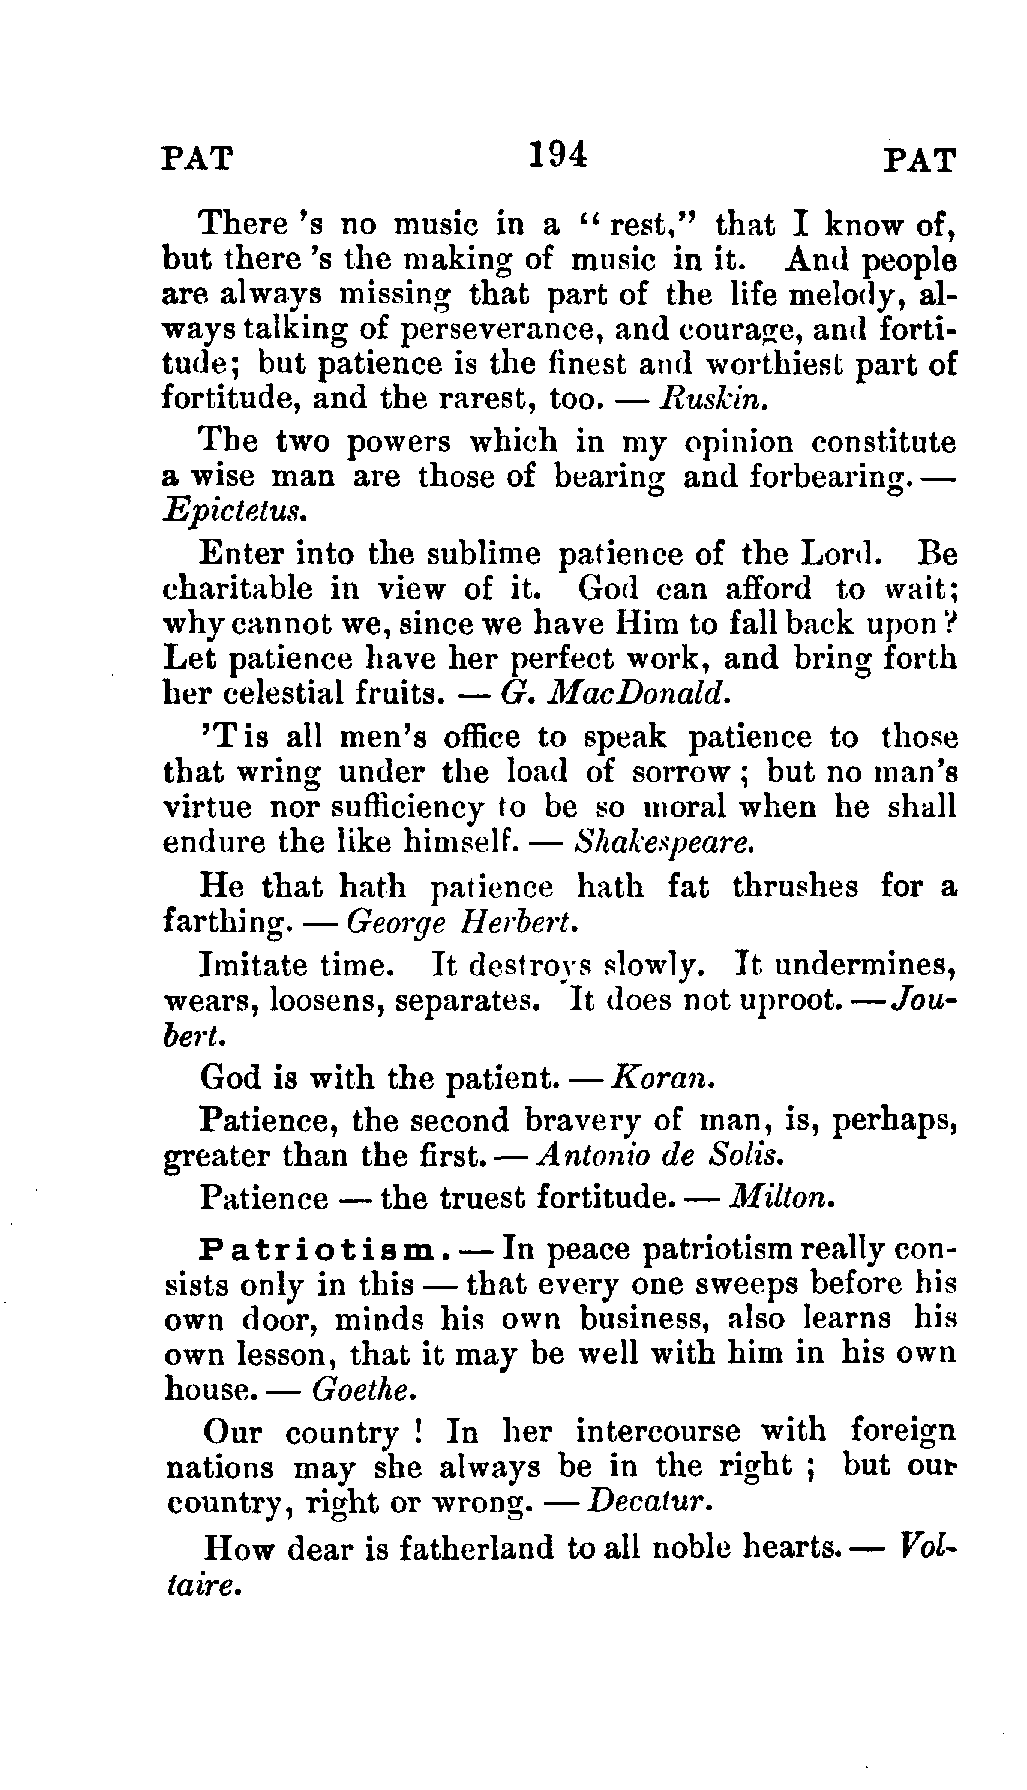 PAT 194 PAT
There 's no music in a “ rest,” that I know of,
but there 's the making of music in it. And people
are always missing that part of the life melody, al-
ways talking of perseverance, and courage, and forti-
tude; but patience is the finest and worthiest part of
fortitude, and the rarest, too. — Ruskin.
The two powers which in my opinion constitute
a wise man are those of bearing and forbearing. —
Epictetus.
Enter into the sublime patience of the Lord. Be
charitable in view of it. God can afford to wait;
why cannot we, since we have Him to fall back upon ?
Let patience have her perfect work, and bring forth
her celestial fruits. — G. MacDonald.
'Tis all men's office to speak patience to those
that wring under the load of sorrow ; but no man's
virtue nor sufficiency to be so moral when he shall
endure the like himself. — Shakespeare.
He that hath patience hath fat thrushes for a
farthing. — George Herbert.
Imitate time. It destroys slowly. It undermines,
wears, loosens, separates. It does not uproot. — Jou-
bert.
God is with the patient. — Koran.
Patience, the second bravery of man, is, perhaps,
greater than the first. — Antonio de Solis.
Patience — the truest fortitude. — Milton.
Patriotism. — In peace patriotism really con-
sists only in this — that every one sweeps before his
own door, minds his own business, also learns his
own lesson, that it may be well with him in his own
house. — Goethe.
Our country ! In her intercourse with foreign
nations may she always be in the right ; but our
country, right or wrong. — Decatur.
How dear is fatherland to all noble hearts. — Vol-
taire.